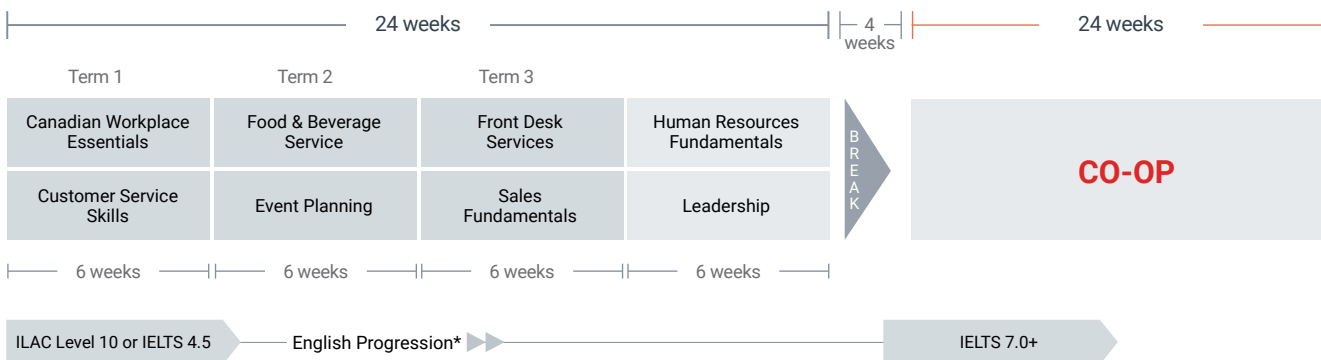 24 weeks
4
weeks
24 weeks
Term 1
Term 2
Term 3
Canadian Workplace
Essentials
Food & Beverage
Service
Front Desk
Services
Human Resources
Fundamentals
BREAK
CO-OP
Customer Service
Skills
Event Planning
Sales
Fundamentals
Leadership
6 weeks
6 weeks
6 weeks
6 weeks
ILAC Level 10 or IELTS 4.5
English Progression*
IELTS 7.0+